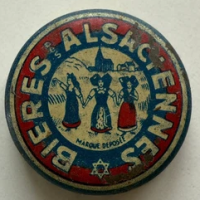 BIERES ALSACIENNES
MARQUE DEPOSÉE